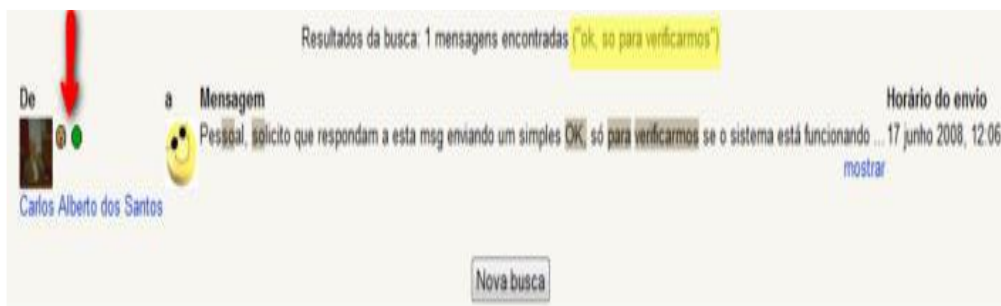 Resultados da busca: 1 mensagens encontradas ("ok, so para verificarmos")
De a Mensagem Horário do envio
Pessoal, solicito que respondam a esta msg enviando um simples OK, só para verificarmos se o sistema está funcionando ... 17 junho 2008, 12:06
mostrar
Carlos Alberto dos Santos
Nova busca